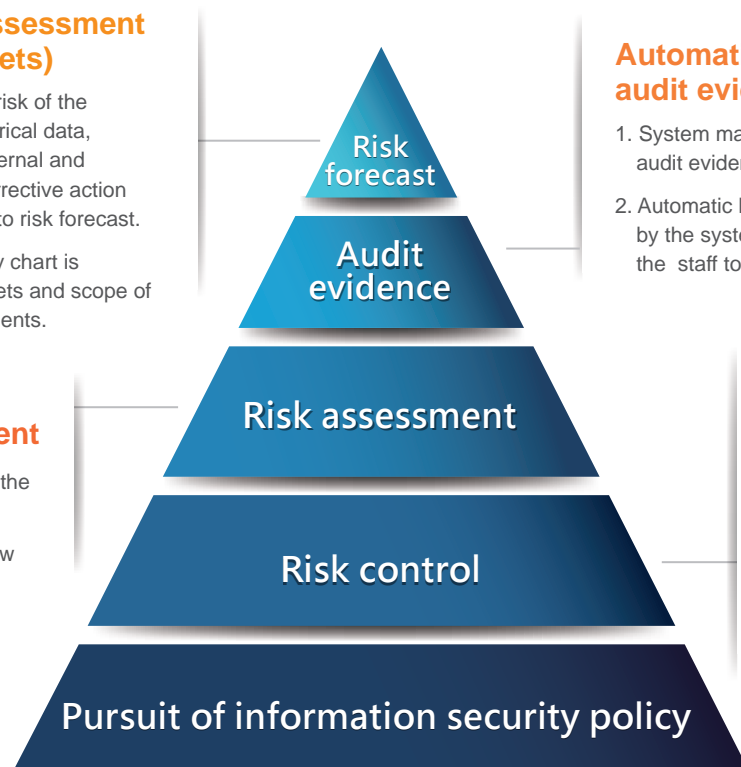 ssessment
ets)
risk of the
rical data,
ernal and
rrective action
to risk forecast.
y chart is
ets and scope of
ents.
Risk
forecast
Automat
audit evi
1. System ma
audit eviden
2. Automatic
by the syste
the staff to
Audit
evidence
ent
the
w
Risk assessment
Risk control
Pursuit of information security policy